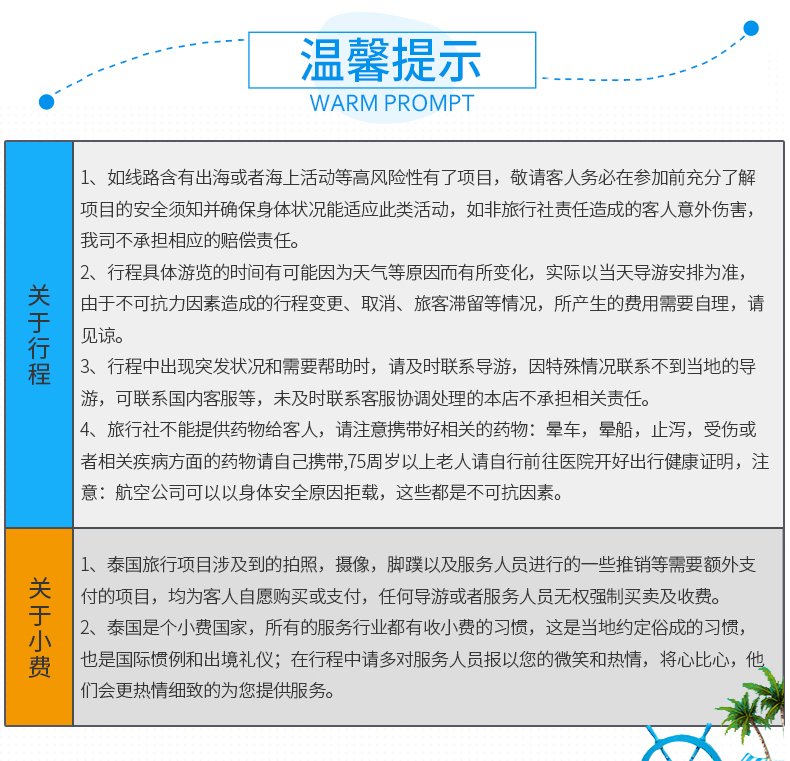 温馨提示
WARM PROMPT
关于行程
1、如线路含有出海或者海上活动等高风险性有了项目，敬请客人务必在参加前充分了解
项目的安全须知并确保身体状况能适应此类活动，如非旅行社责任造成的客人意外伤害，
我司不承担相应的赔偿责任。
2、行程具体游览的时间有可能因为天气等原因而有所变化，实际以当天导游安排为准，
由于不可抗力因素造成的行程变更、取消、旅客滞留等情况，所产生的费用需要自理，请
见谅。
3、行程中出现突发状况和需要帮助时，请及时联系导游，因特殊情况联系不到当地的导
游，可联系国内客服等，未及时联系客服协调处理的本店不承担相关责任。
4、旅行社不能提供药物给客人，请注意携带好相关的药物：晕车，晕船，止泻，受伤或
者相关疾病方面的药物请自己携带,75周岁以上老人请自行前往医院开好出行健康证明，注
意：航空公司可以以身体安全原因拒载，这些都是不可抗因素。
关于小费
1、泰国旅行项目涉及到的拍照，摄像，脚蹼以及服务人员进行的一些推销等需要额外支
付的项目，均为客人自愿购买或支付，任何导游或者服务人员无权强制买卖及收费。
2、泰国是个小费国家，所有的服务行业都有收小费的习惯，这是当地约定俗成的习惯，
也是国际惯例和出境礼仪；在行程中请多对服务人员报以您的微笑和热情，将心比心，他
们会更热情细致的为您提供服务。